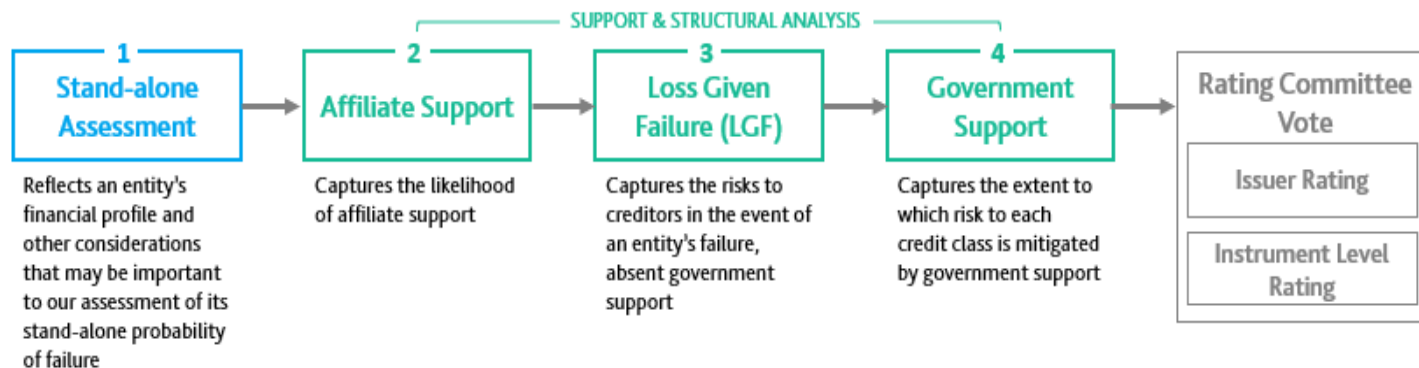 SUPPORT & STRUCTURAL ANALYSIS
1
Stand-alone
Assessment
Reflects an entity's
financial profile and
other considerations
that may be important
to our assessment of its
stand-alone probability
of failure
2
Affiliate Support
Captures the likelihood
of affiliate support
3
Loss Given
Failure (LGF)
Captures the risks to
creditors in the event of
an entity's failure,
absent government
support
4
Government
Support
Captures the extent to
which risk to each
credit class is mitigated
by government support
Rating Committee
Vote
Issuer Rating
Instrument Level
Rating